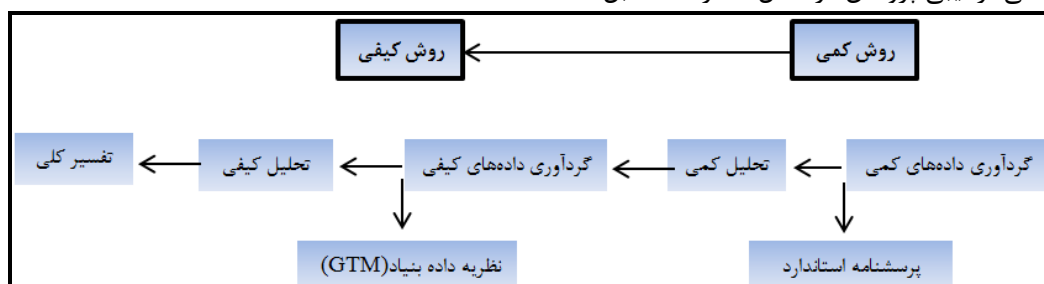 روش کمی
روش کیفی
گردآوری داده‌های کمی
تحلیل کمی
گردآوری داده‌های کیفی
تحلیل کیفی
تفسیر کلی
پرسشنامه استاندارد
نظریه داده بنیاد(GTM)